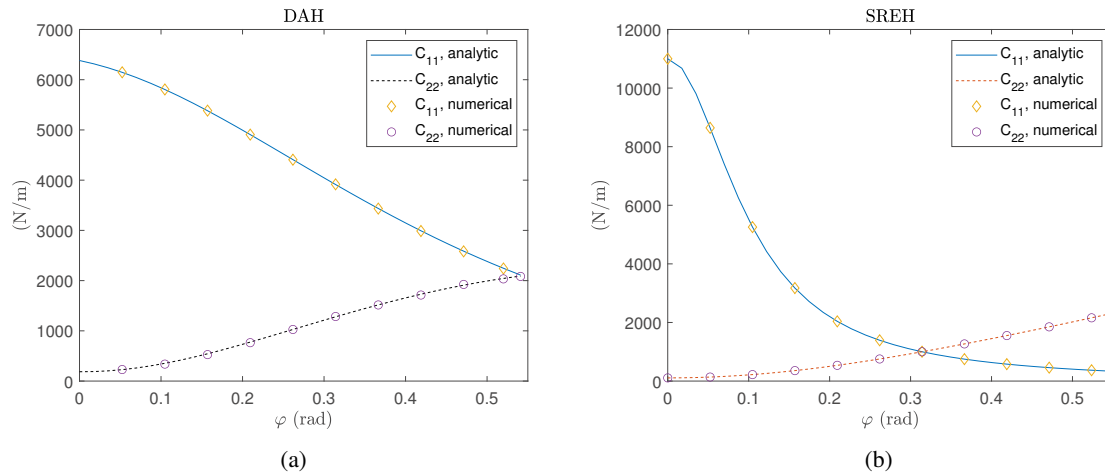 DAH
7000
6000
5000
4000
3000
2000
1000
0
(N/m)
C11, analytic
C22, analytic
C11, numerical
C22, numerical
0 0.1 0.2 0.3 0.4 0.5
φ (rad)
(a)
SREH
12000
10000
8000
6000
4000
2000
0
(N/m)
C11, analytic
C22, analytic
C11, numerical
C22, numerical
0 0.1 0.2 0.3 0.4 0.5
φ (rad)
(b)